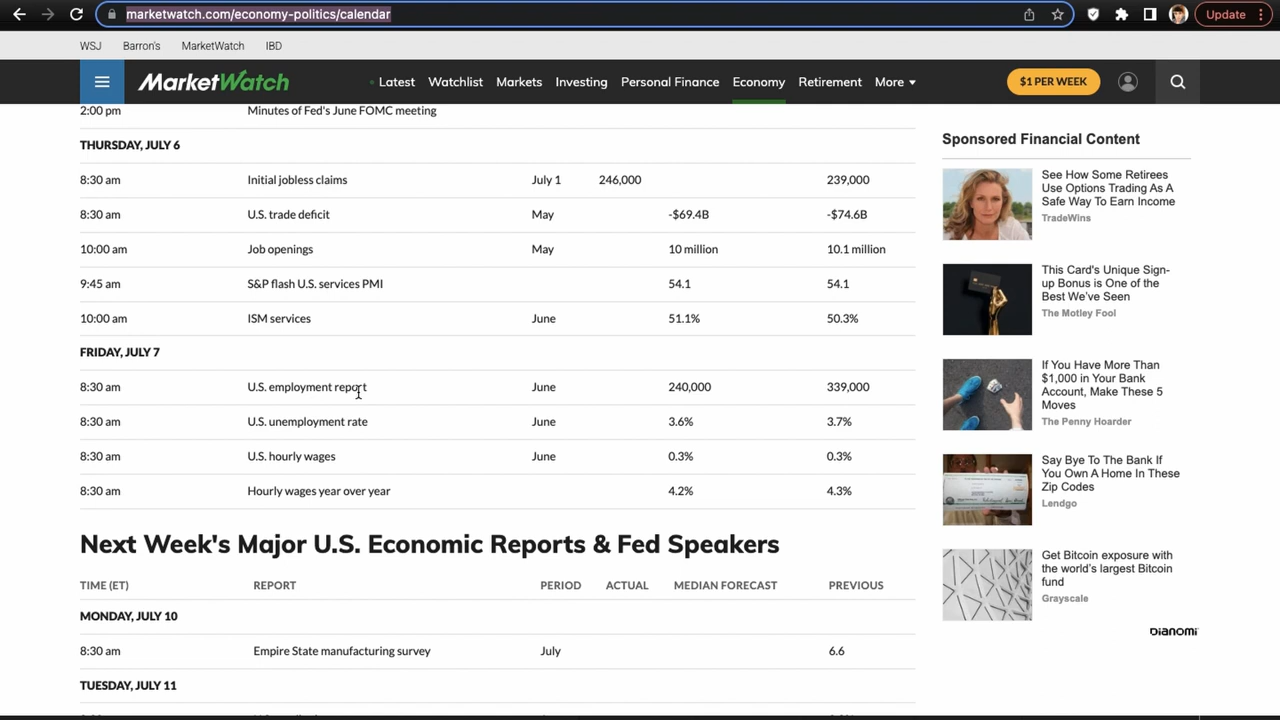 marketwatch.com/economy-politics/calendar
Update
WSJ Barron's MarketWatch IBD
MarketWatch Latest Watchlist Markets Investing Personal Finance Economy Retirement More $1 PER WEEK
2:00 pm Minutes of Fed's June FOMC meeting
THURSDAY, JULY 6
8:30 am Initial jobless claims July 1 246,000 239,000
8:30 am U.S. trade deficit May -$69.4B -$74.6B
10:00 am Job openings May 10 million 10.1 million
9:45 am S&P flash U.S. services PMI 54.1 54.1
10:00 am ISM services June 51.1% 50.3%
FRIDAY, JULY 7
8:30 am U.S. employment report June 240,000 339,000
8:30 am U.S. unemployment rate June 3.6% 3.7%
8:30 am U.S. hourly wages June 0.3% 0.3%
8:30 am Hourly wages year over year 4.2% 4.3%
Next Week's Major U.S. Economic Reports & Fed Speakers
TIME (ET) REPORT PERIOD ACTUAL MEDIAN FORECAST PREVIOUS
MONDAY, JULY 10
8:30 am Empire State manufacturing survey July 6.6
TUESDAY, JULY 11
Sponsored Financial Content
See How Some Retirees
Use Options Trading As A
Safe Way To Earn Income
TradeWins
This Card's Unique Sign-
up Bonus is One of the
Best We've Seen
The Motley Fool
If You Have More Than
$1,000 in Your Bank
Account, Make These 5
Moves
The Penny Hoarder
Say Bye To The Bank If
You Own A Home In These
Zip Codes
Lendgo
Get Bitcoin exposure with
the world's largest Bitcoin
fund
Grayscale
DIANOMI